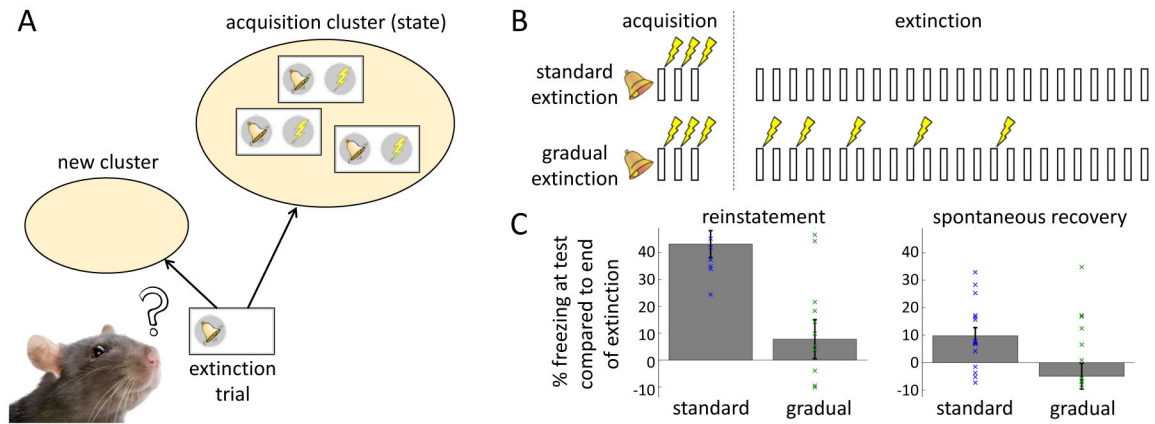 A
acquisition cluster (state)
new cluster
?
extinction
trial
B
acquisition
extinction
standard
extinction
gradual
extinction
C
% freezing at test
compared to end
of extinction
reinstatement
40
30
20
10
0
-10
standard
gradual
spontaneous recovery
40
30
20
10
0
-10
standard
gradual